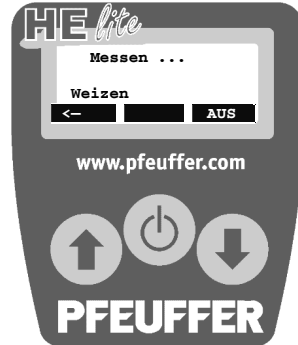 HE lite
Messen ...
Weizen
<— AUS
www.pfeuffer.com
PFEUFFER